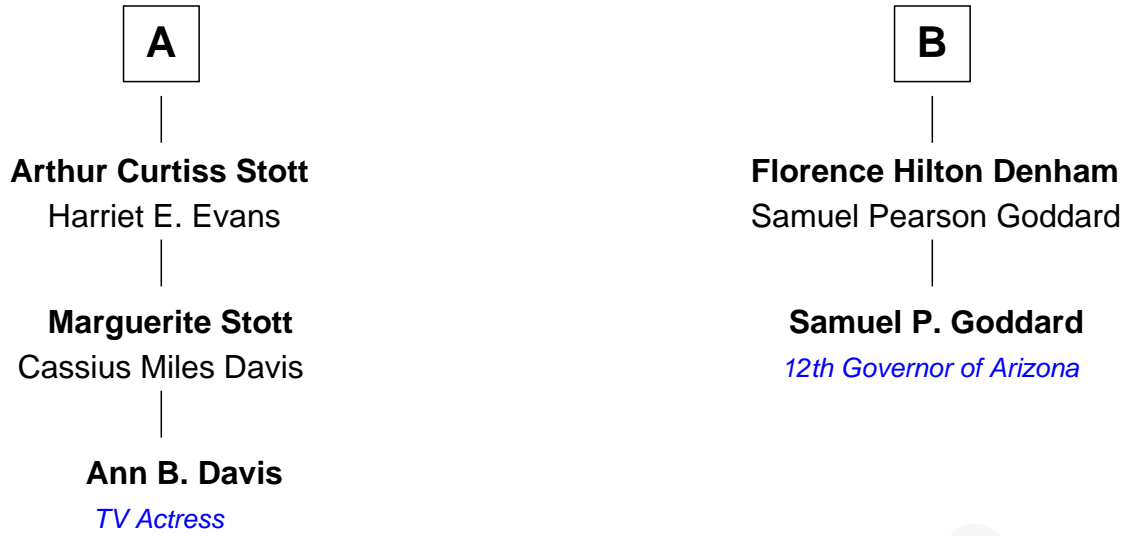 A
Arthur Curtiss Stott
Harriet E. Evans
Marguerite Stott
Cassius Miles Davis
Ann B. Davis
TV Actress
B
Florence Hilton Denham
Samuel Pearson Goddard
Samuel P. Goddard
12th Governor of Arizona